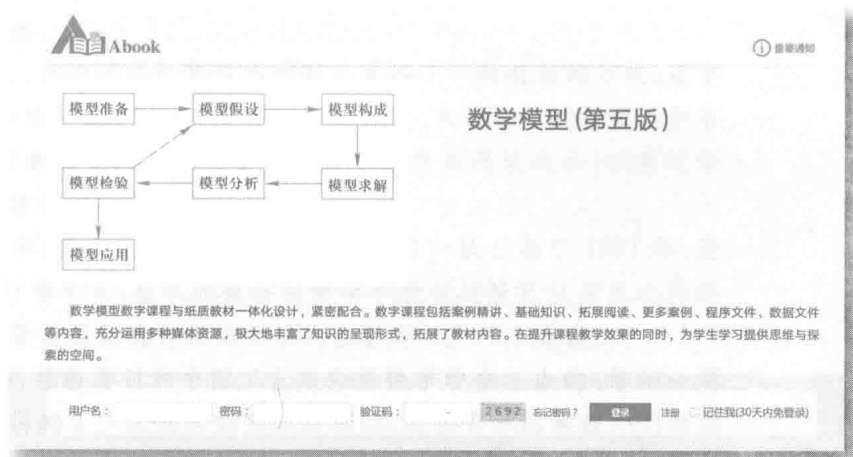 Abook
重要通知
模型准备 模型假设 模型构成
数学模型(第五版)
模型检验 模型分析 模型求解
模型应用
数学模型数字课程与纸质教材一体化设计，紧密配合。数字课程包括案例精讲、基础知识、拓展阅读、更多案例、程序文件、数据文件
等内容，充分运用多种媒体资源，极大地丰富了知识的呈现形式，拓展了教材内容。在提升课程教学效果的同时，为学生学习提供思维与探
索的空间。
用户名： 密码： 验证码： 2692 忘记密码？ 登录 注册 记住我(30天内免登录)